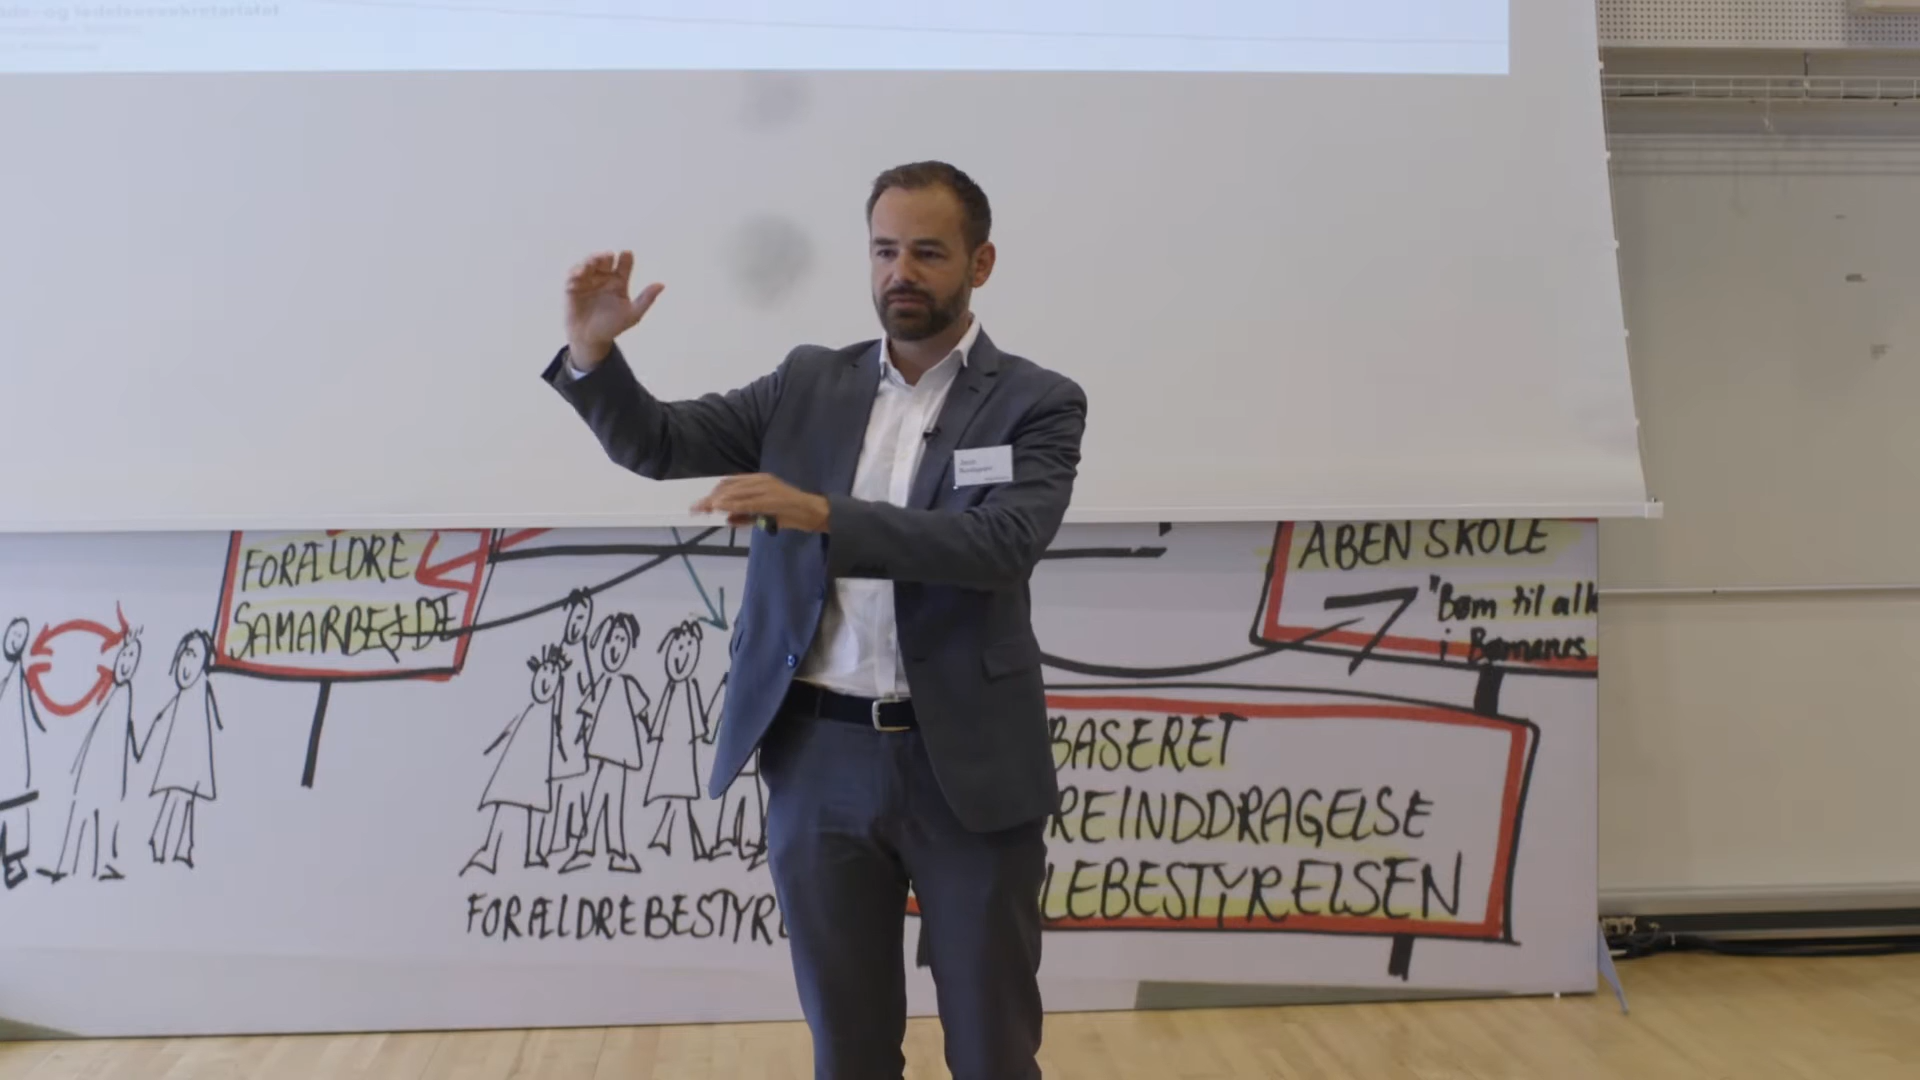 FORÆLDRE
SAMARBEJDE
FORÆLDREBESTYRE
ÅBEN SKOLE
"Børn til alle
i Børnenes
BASERET
REINDDRAGELSE
LEBESTYRELSEN